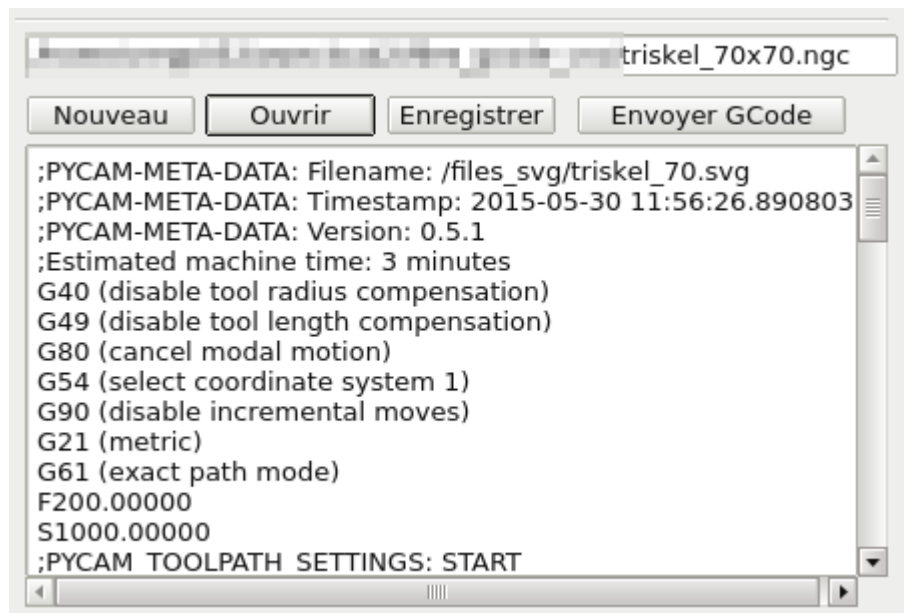 triskel_70x70.ngc
Nouveau Ouvrir Enregistrer Envoyer GCode
;PYCAM-META-DATA: Filename: /files_svg/triskel_70.svg
;PYCAM-META-DATA: Timestamp: 2015-05-30 11:56:26.890803
;PYCAM-META-DATA: Version: 0.5.1
;Estimated machine time: 3 minutes
G40 (disable tool radius compensation)
G49 (disable tool length compensation)
G80 (cancel modal motion)
G54 (select coordinate system 1)
G90 (disable incremental moves)
G21 (metric)
G61 (exact path mode)
F200.00000
S1000.00000
;PYCAM_TOOLPATH_SETTINGS: START